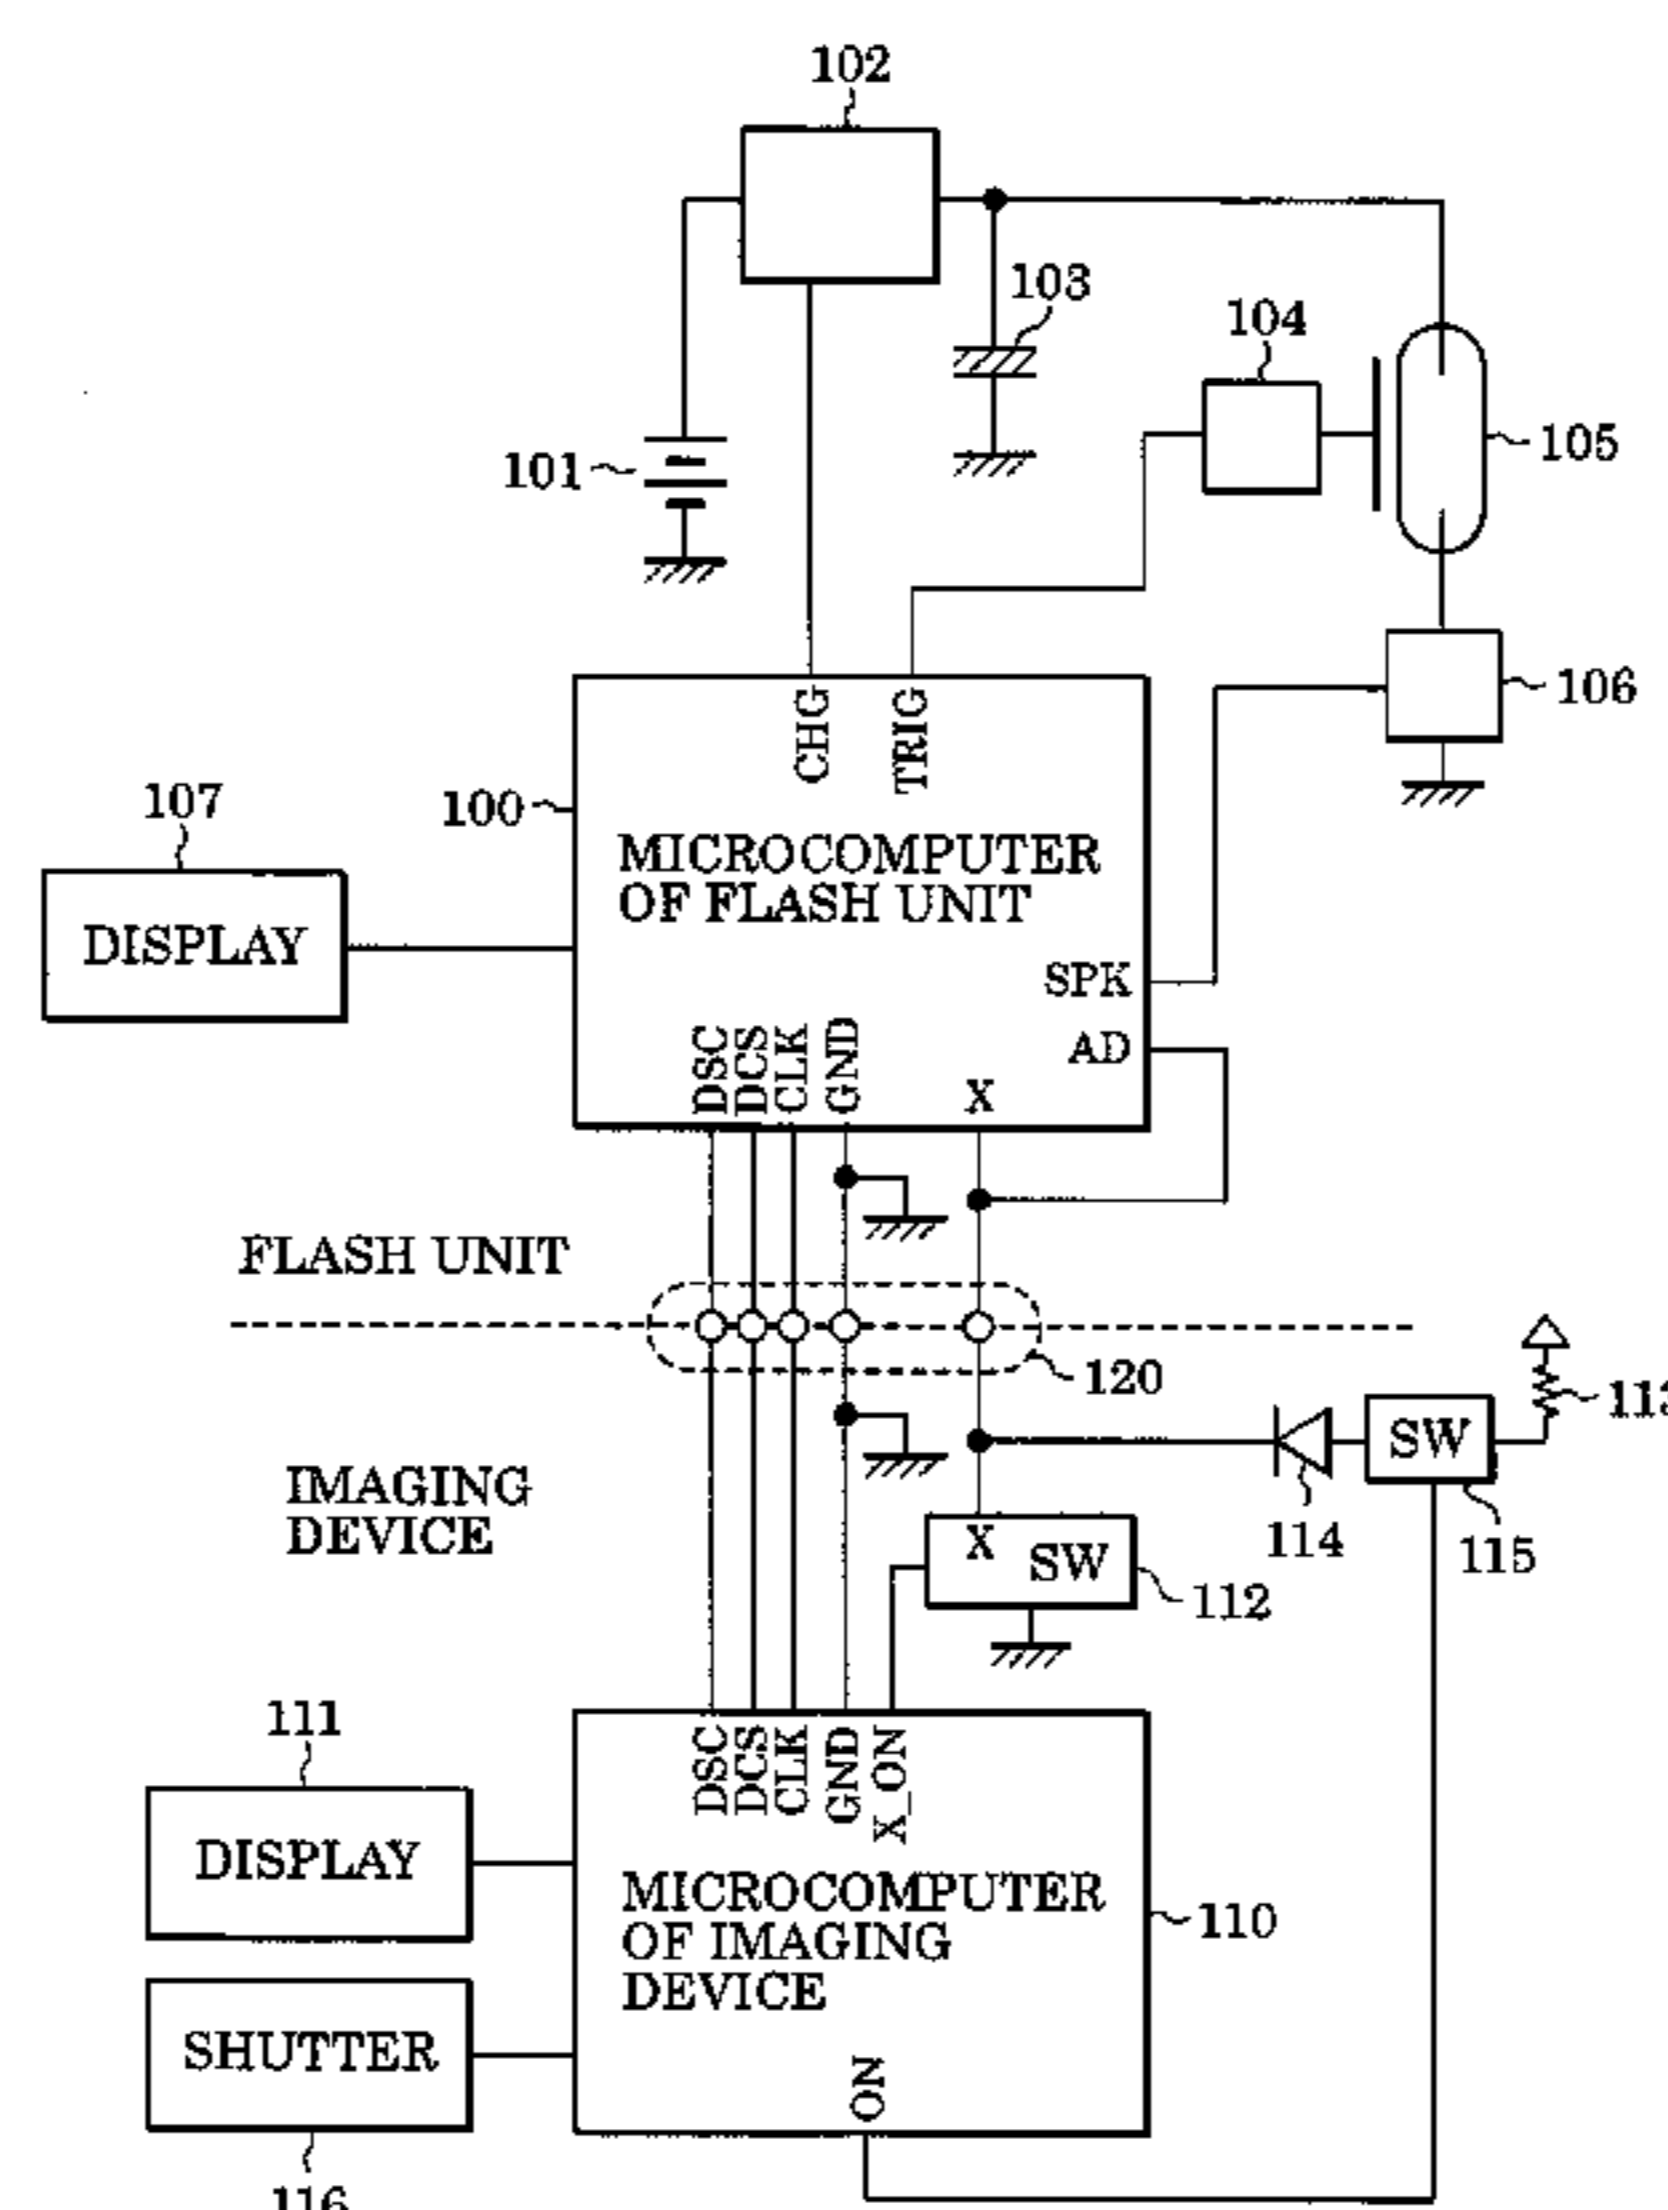 102
103
104
101
105
106
CHG
TRIG
107
100
MICROCOMPUTER
OF FLASH UNIT
DISPLAY
SPK
AD
DSC
DCS
CLK
GND
X
FLASH UNIT
120
IMAGING
DEVICE
SW
114
115
X
SW
112
111
DSC
DCS
CLK
GND
X_ON
DISPLAY
MICROCOMPUTER
OF IMAGING
DEVICE
110
SHUTTER
ON
116